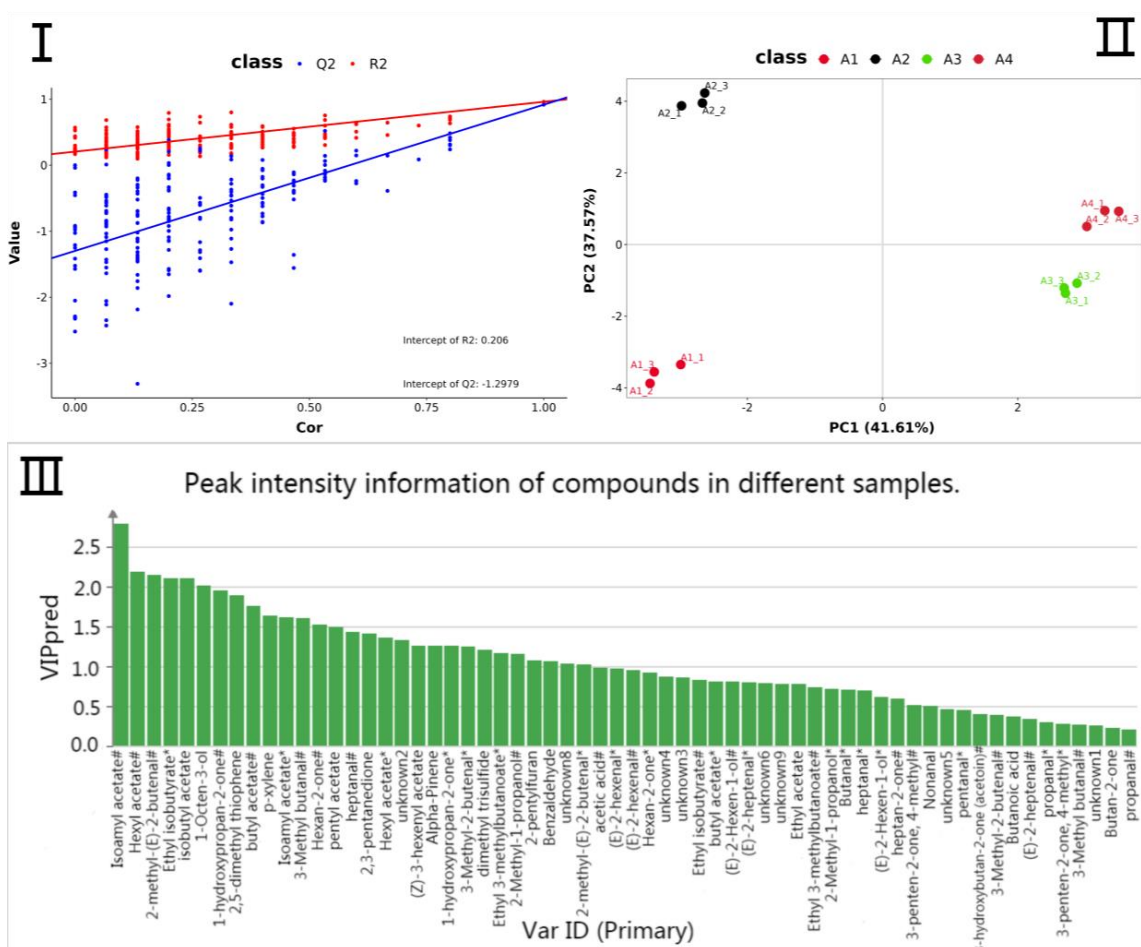 I
class Q2 R2
1
0
-1
-2
-3
Value
Intercept of R2: 0.206
Intercept of Q2: -1.2979
0.00 0.25 0.50 0.75 1.00
Cor
II
class A1 A2 A3 A4
4
2
0
-2
-4
PC2 (37.57%)
A2_3
A2_1
A2_2
A4_1
A4_2
A4_3
A3_3
A3_2
A3_1
A1_3
A1_1
A1_2
-2 0 2
PC1 (41.61%)
III
Peak intensity information of compounds in different samples.
VIPpred
2.5
2.0
1.5
1.0
0.5
0.0
Isoamyl acetate#
Hexyl acetate#
2-methyl-(E)-2-butenal#
Ethyl isobutyrate*
isobutyl acetate
1-Octen-3-ol
1-hydroxypropan-2-one#
2,5-dimethyl thiophene
butyl acetate#
p-xylene
Isoamyl acetate*
3-Methyl butanal#
Hexan-2-one#
pentyl acetate
heptanal#
2,3-pentanedione
Hexyl acetate*
unknown2
(Z)-3-hexenyl acetate
Alpha-Pinene
1-hydroxypropan-2-one*
3-Methyl-2-butenal*
dimethyl trisulfide
Ethyl 3-methylbutanoate*
2-Methyl-1-propanol#
2-pentylfuran
Benzaldehyde
unknown8
2-methyl-(E)-2-butenal*
acetic acid#
(E)-2-hexenal*
(E)-2-hexenal#
Hexan-2-one*
unknown4
unknown3
Ethyl isobutyrate#
butyl acetate*
(E)-2-Hexen-1-ol#
(E)-2-heptenal*
unknown6
unknown9
Ethyl acetate
Ethyl 3-methylbutanoate#
2-Methyl-1-propanol*
Butanal*
heptanal*
(E)-2-Hexen-1-ol*
heptan-2-one#
3-penten-2-one, 4-methyl#
Nonanal
unknown5
pentanal*
-hydroxybutan-2-one (acetoin)#
3-Methyl-2-butenal#
Butanoic acid
(E)-2-heptenal#
propanal*
3-penten-2-one, 4-methyl*
3-Methyl butanal#
unknown1
Butan-2-one
propanal#
Var ID (Primary)